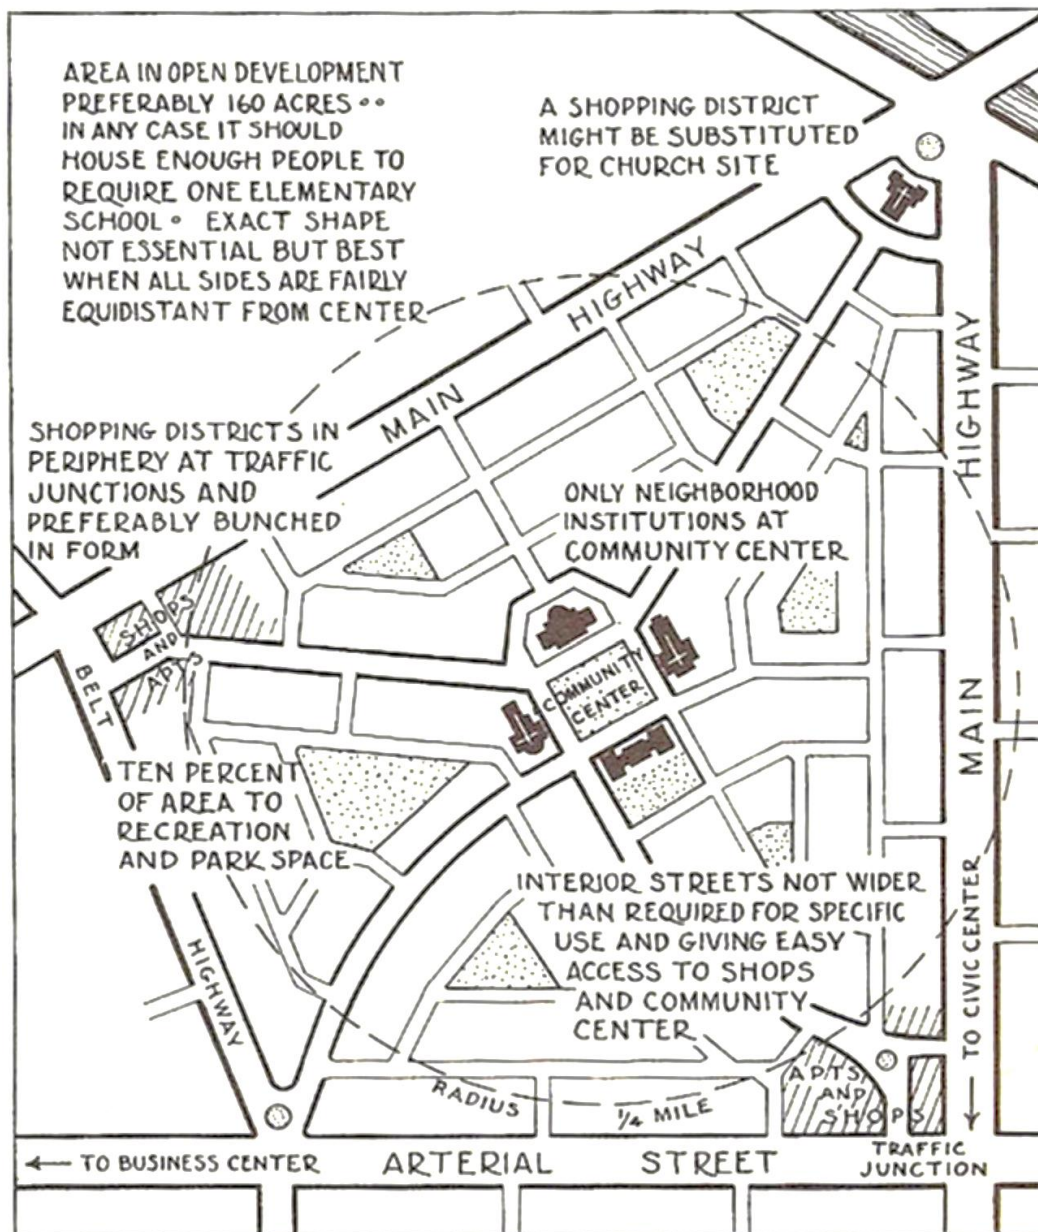 AREA IN OPEN DEVELOPMENT
PREFERABLY 160 ACRES • •
IN ANY CASE IT SHOULD
HOUSE ENOUGH PEOPLE TO
REQUIRE ONE ELEMENTARY
SCHOOL • EXACT SHAPE
NOT ESSENTIAL BUT BEST
WHEN ALL SIDES ARE FAIRLY
EQUIDISTANT FROM CENTER
A SHOPPING DISTRICT
MIGHT BE SUBSTITUTED
FOR CHURCH SITE
MAIN HIGHWAY
HIGHWAY
MAIN
SHOPPING DISTRICTS IN
PERIPHERY AT TRAFFIC
JUNCTIONS AND
PREFERABLY BUNCHED
IN FORM
ONLY NEIGHBORHOOD
INSTITUTIONS AT
COMMUNITY CENTER
SHOPS
AND
APTS
BELT
COMMUNITY
CENTER
TEN PERCENT
OF AREA TO
RECREATION
AND PARK SPACE
INTERIOR STREETS NOT WIDER
THAN REQUIRED FOR SPECIFIC
USE AND GIVING EASY
ACCESS TO SHOPS
AND COMMUNITY
CENTER
HIGHWAY
TO CIVIC CENTER
APTS
AND
SHOPS
RADIUS 1/4 MILE
TRAFFIC
JUNCTION
← TO BUSINESS CENTER
ARTERIAL STREET